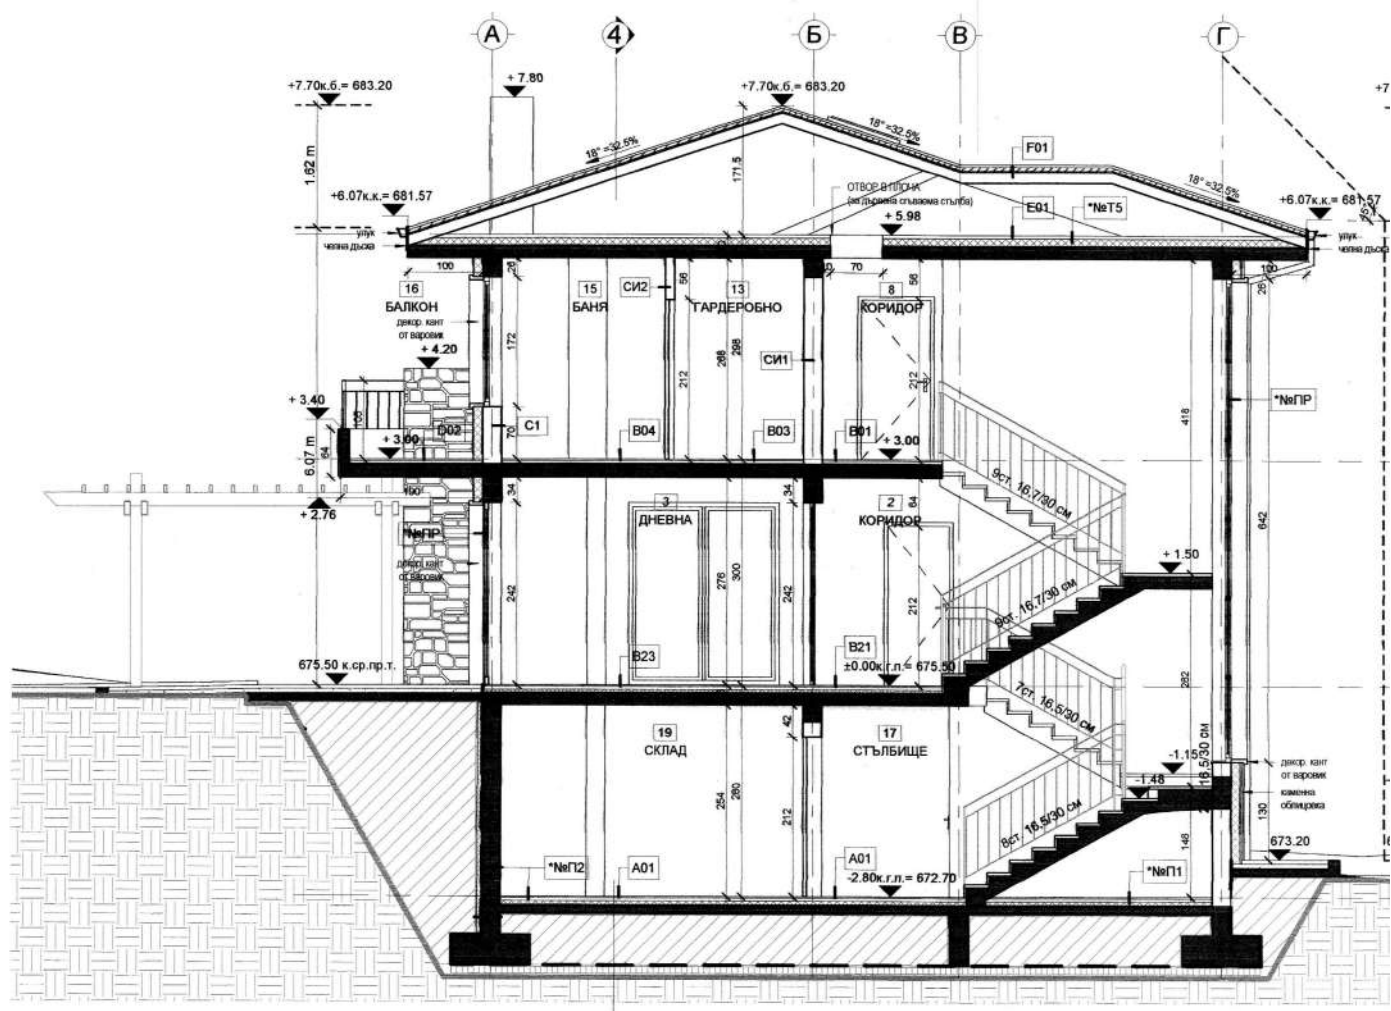 А
4
Б
В
Г
+7.70к.б.= 683.20
+ 7.80
+7.70к.б.= 683.20
18° =32.5%
18° =32.5%
F01
1.62 m
171.5
ОТВОР В ПЛОЧА
(за дървена сгъваема стълба)
18° =32.5%
+6.07к.к.= 681.57
+ 5.98
E01
*№Т5
+6.07к.к.= 681.57
улук
челна дъска
улук
челна дъска
100
26
70
100
16
БАЛКОН
15
БАНЯ
СИ2
56
13
ГАРДЕРОБНО
8
КОРИДОР
56
26
декор. кант
от варовик
172
+ 4.20
268
298
СИ1
212
212
+ 3.40
*№ПР
418
D02
С1
70
B04
B03
B01
+ 3.00
+ 3.00
6.07 m
64
100
34
34
64
9ст. 16,7/30 см
+ 2.76
3
ДНЕВНА
2
КОРИДОР
*№ПР
642
декор. кант
от варовик
+ 1.50
242
276
300
242
212
9ст. 16,7/30 см
675.50 к.ср.пр.т.
B23
B21
±0.00к.г.п.= 675.50
282
7ст. 16,5/30 см
42
19
СКЛАД
17
СТЪЛБИЩЕ
-1.15
16,5/30 см
декор. кант
от варовик
-1.48
каменна
облицовка
254
280
212
8ст. 16,5/30 см
130
148
673.20
*№П2
A01
A01
-2.80к.г.п.= 672.70
*№П1